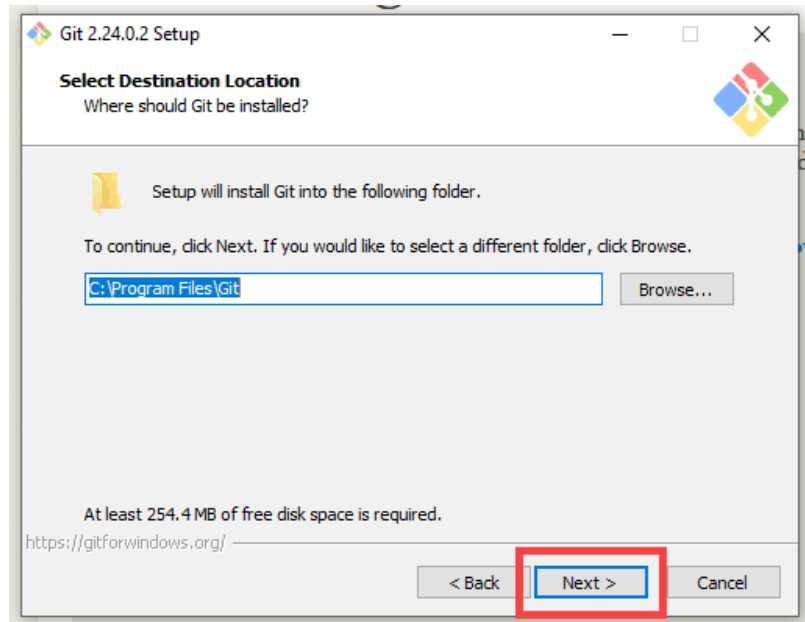 Git 2.24.0.2 Setup
Select Destination Location
Where should Git be installed?
Setup will install Git into the following folder.
To continue, click Next. If you would like to select a different folder, click Browse.
C:\Program Files\Git
Browse...
At least 254.4 MB of free disk space is required.
https://gitforwindows.org/
< Back Next > Cancel